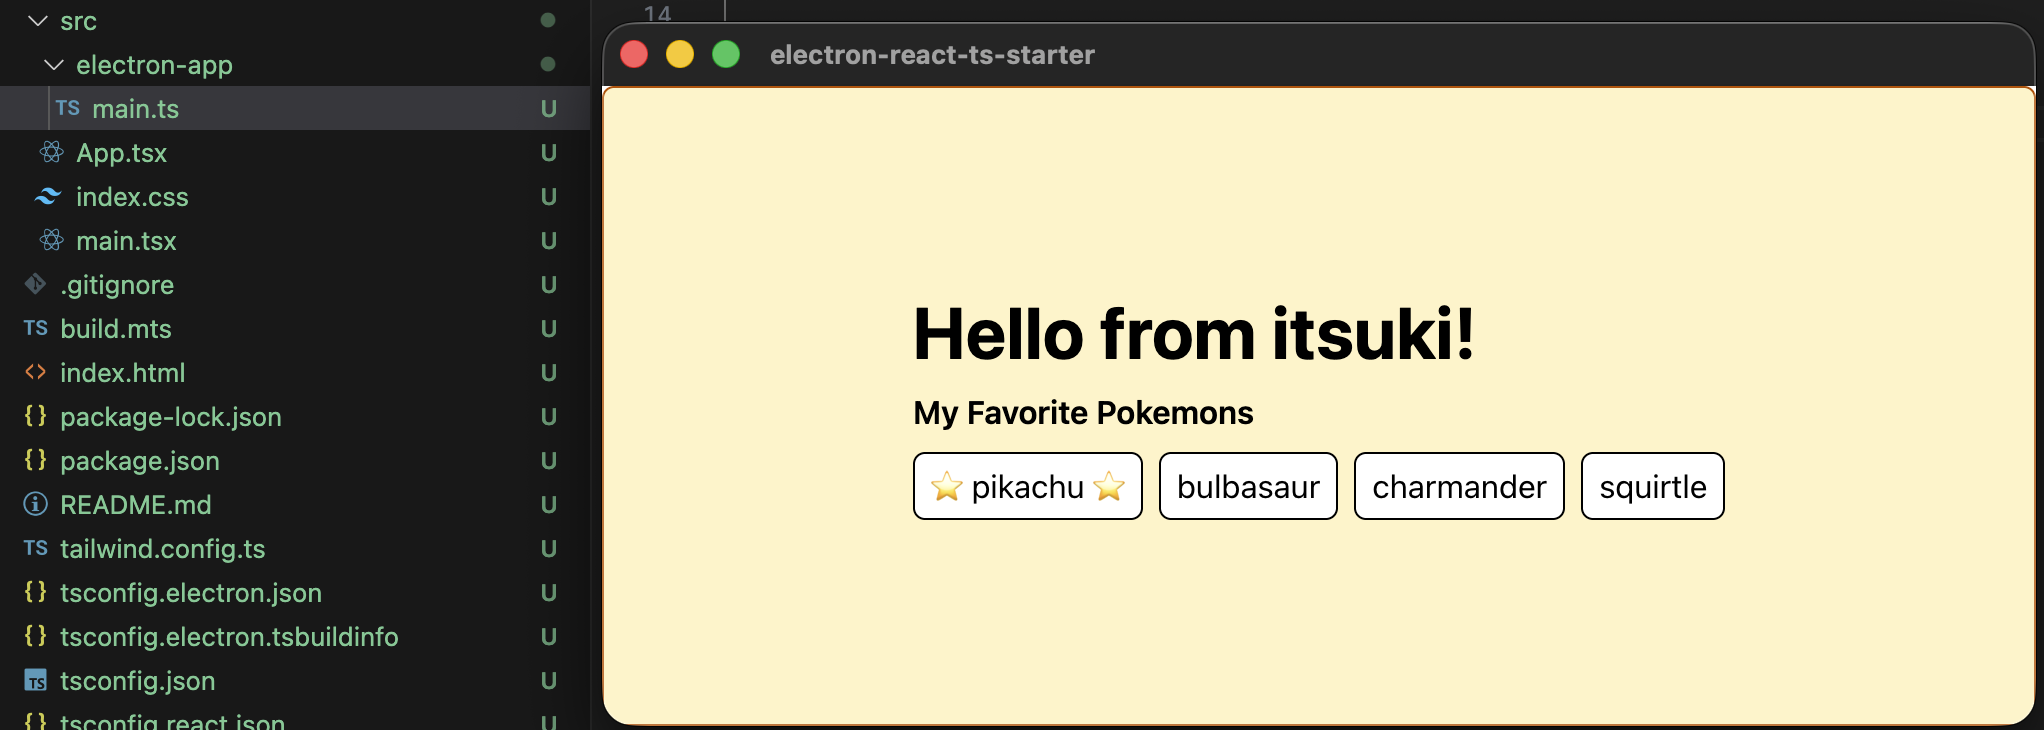 src
electron-app
TS main.ts U
App.tsx U
index.css U
main.tsx U
.gitignore U
TS build.mts U
<> index.html U
{} package-lock.json U
{} package.json U
README.md U
TS tailwind.config.ts U
{} tsconfig.electron.json U
{} tsconfig.electron.tsbuildinfo U
TS tsconfig.json U
{} tsconfig.react.json U
14
electron-react-ts-starter
Hello from itsuki!
My Favorite Pokemons
⭐ pikachu ⭐ bulbasaur charmander squirtle